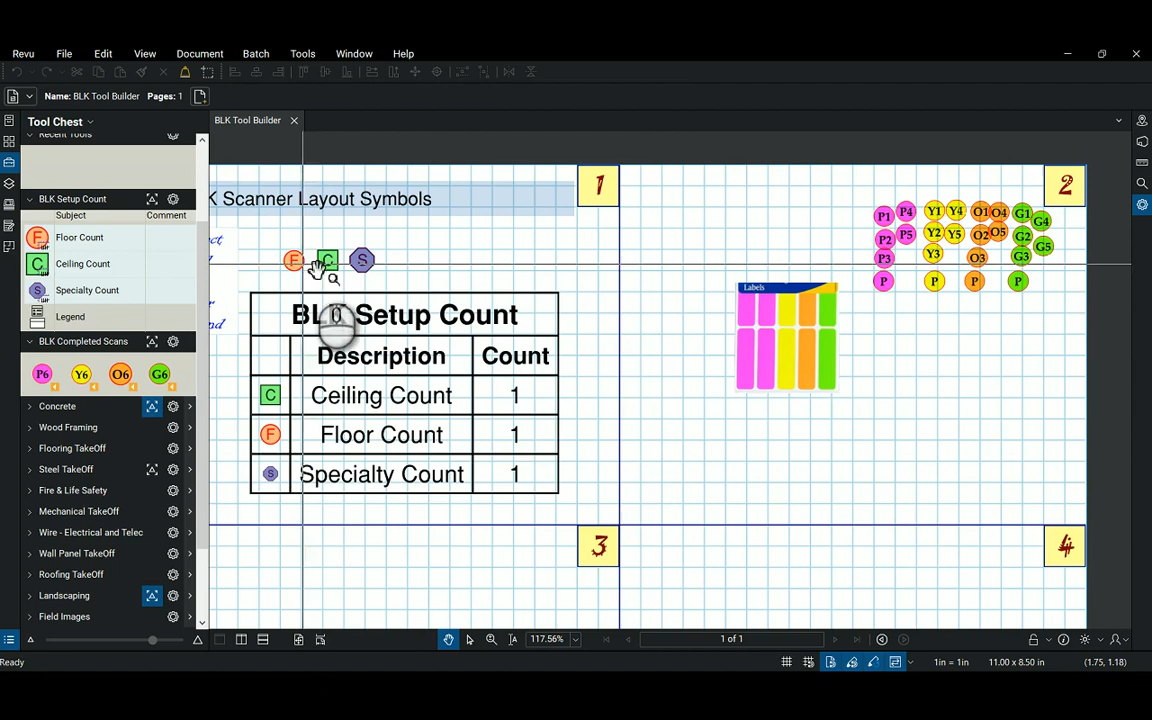 Revu File Edit View Document Batch Tools Window Help
Name: BLK Tool Builder Pages: 1
Tool Chest
BLK Tool Builder
Recent Tools
BLK Setup Count
Subject Comment
F Floor Count
C Ceiling Count
S Specialty Count
Legend
BLK Completed Scans
P6 Y6 O6 G6
Concrete
Wood Framing
Flooring TakeOff
Steel TakeOff
Fire & Life Safety
Mechanical TakeOff
Wire - Electrical and Telec
Wall Panel TakeOff
Roofing TakeOff
Landscaping
Field Images
K Scanner Layout Symbols
1
2
F C S
BLK Setup Count
Description Count
C Ceiling Count 1
F Floor Count 1
S Specialty Count 1
P1 P4 Y1 Y4 O1 O4 G1 G4
P2 P5 Y2 Y5 O2 O5 G2 G5
P3 Y3 O3 G3
P P P P
Labels
3
4
117.56%
1 of 1
Ready
1in = 1in 11.00 x 8.50 in (1.75, 1.18)